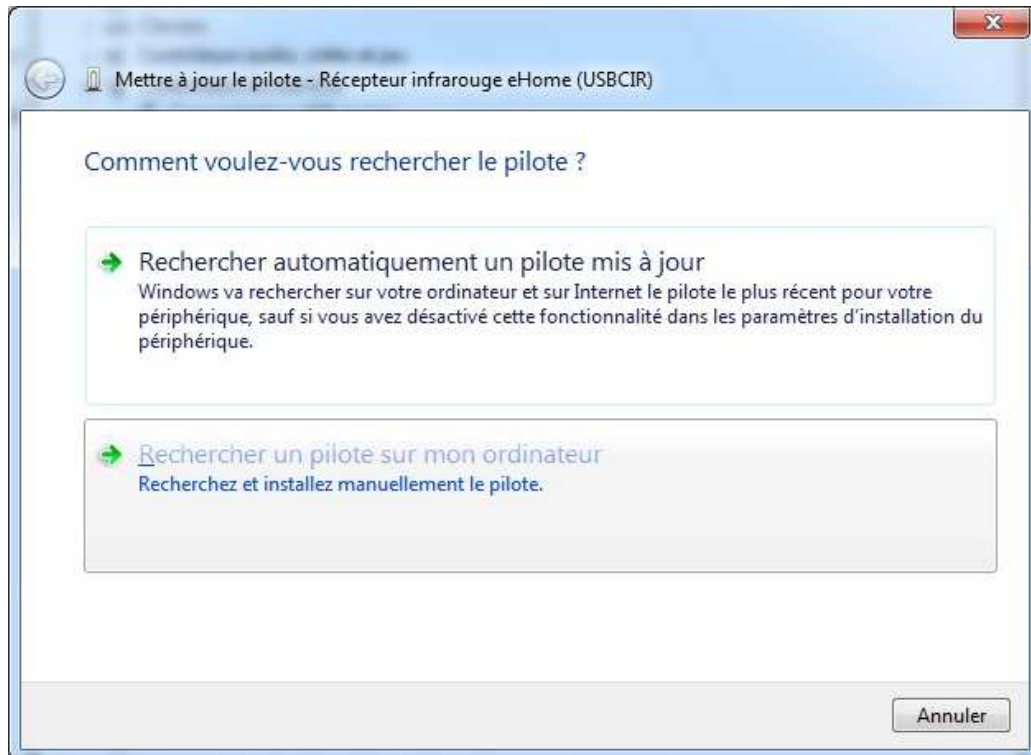 Mettre à jour le pilote - Récepteur infrarouge eHome (USBCIR)
Comment voulez-vous rechercher le pilote ?
Rechercher automatiquement un pilote mis à jour
Windows va rechercher sur votre ordinateur et sur Internet le pilote le plus récent pour votre
périphérique, sauf si vous avez désactivé cette fonctionnalité dans les paramètres d'installation du
périphérique.
Rechercher un pilote sur mon ordinateur
Recherchez et installez manuellement le pilote.
Annuler